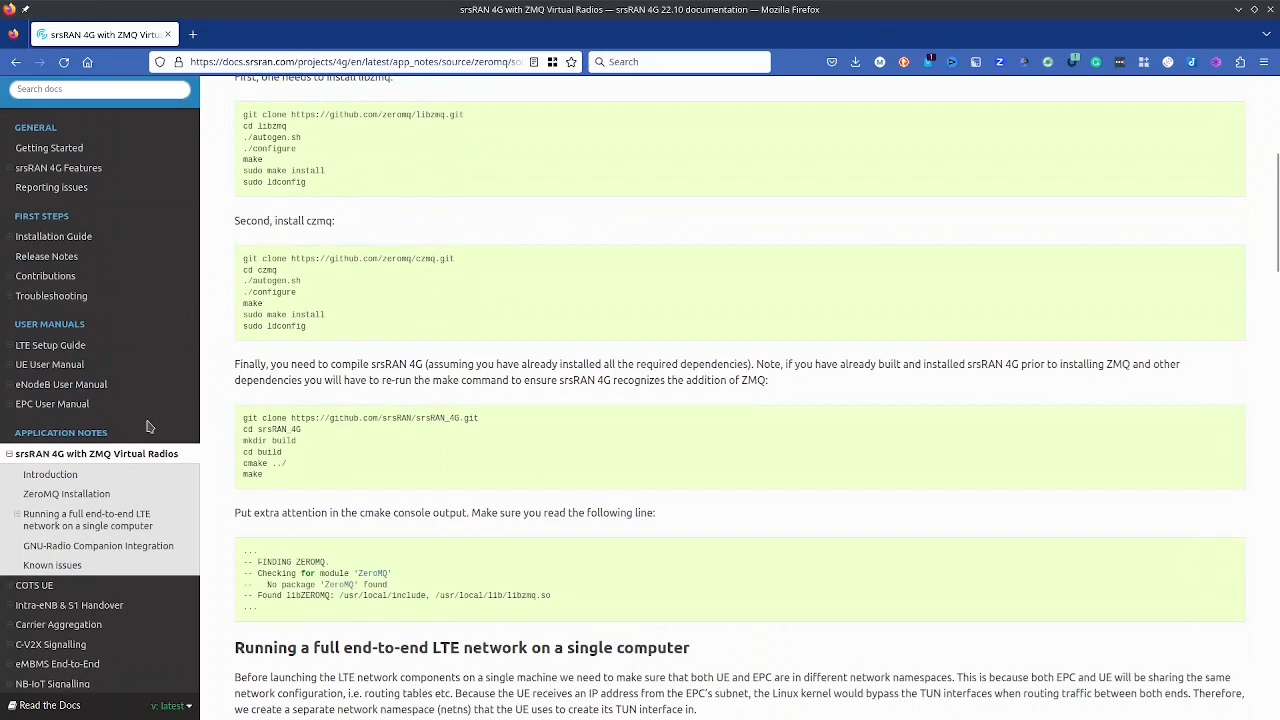 srsRAN 4G with ZMQ Virtual Radios — srsRAN 4G 22.10 documentation — Mozilla Firefox
srsRAN 4G with ZMQ Virtu
https://docs.srsran.com/projects/4g/en/latest/app_notes/source/zeromq/so
Search
Search docs
GENERAL
Getting Started
srsRAN 4G Features
Reporting issues
FIRST STEPS
Installation Guide
Release Notes
Contributions
Troubleshooting
USER MANUALS
LTE Setup Guide
UE User Manual
eNodeB User Manual
EPC User Manual
APPLICATION NOTES
srsRAN 4G with ZMQ Virtual Radios
Introduction
ZeroMQ Installation
Running a full end-to-end LTE
network on a single computer
GNU-Radio Companion Integration
Known issues
COTS UE
Intra-eNB & S1 Handover
Carrier Aggregation
C-V2X Signalling
eMBMS End-to-End
NB-IoT Signalling
Read the Docs
v: latest
First, one needs to install libzmq:
git clone https://github.com/zeromq/libzmq.git
cd libzmq
./autogen.sh
./configure
make
sudo make install
sudo ldconfig
Second, install czmq:
git clone https://github.com/zeromq/czmq.git
cd czmq
./autogen.sh
./configure
make
sudo make install
sudo ldconfig
Finally, you need to compile srsRAN 4G (assuming you have already installed all the required dependencies). Note, if you have already built and installed srsRAN 4G prior to installing ZMQ and other
dependencies you will have to re-run the make command to ensure srsRAN 4G recognizes the addition of ZMQ:
git clone https://github.com/srsRAN/srsRAN_4G.git
cd srsRAN_4G
mkdir build
cd build
cmake ../
make
Put extra attention in the cmake console output. Make sure you read the following line:
...
-- FINDING ZEROMQ.
-- Checking for module 'ZeroMQ'
--   No package 'ZeroMQ' found
-- Found libZEROMQ: /usr/local/include, /usr/local/lib/libzmq.so
...
Running a full end-to-end LTE network on a single computer
Before launching the LTE network components on a single machine we need to make sure that both UE and EPC are in different network namespaces. This is because both EPC and UE will be sharing the same
network configuration, i.e. routing tables etc. Because the UE receives an IP address from the EPC's subnet, the Linux kernel would bypass the TUN interfaces when routing traffic between both ends. Therefore,
we create a separate network namespace (netns) that the UE uses to create its TUN interface in.